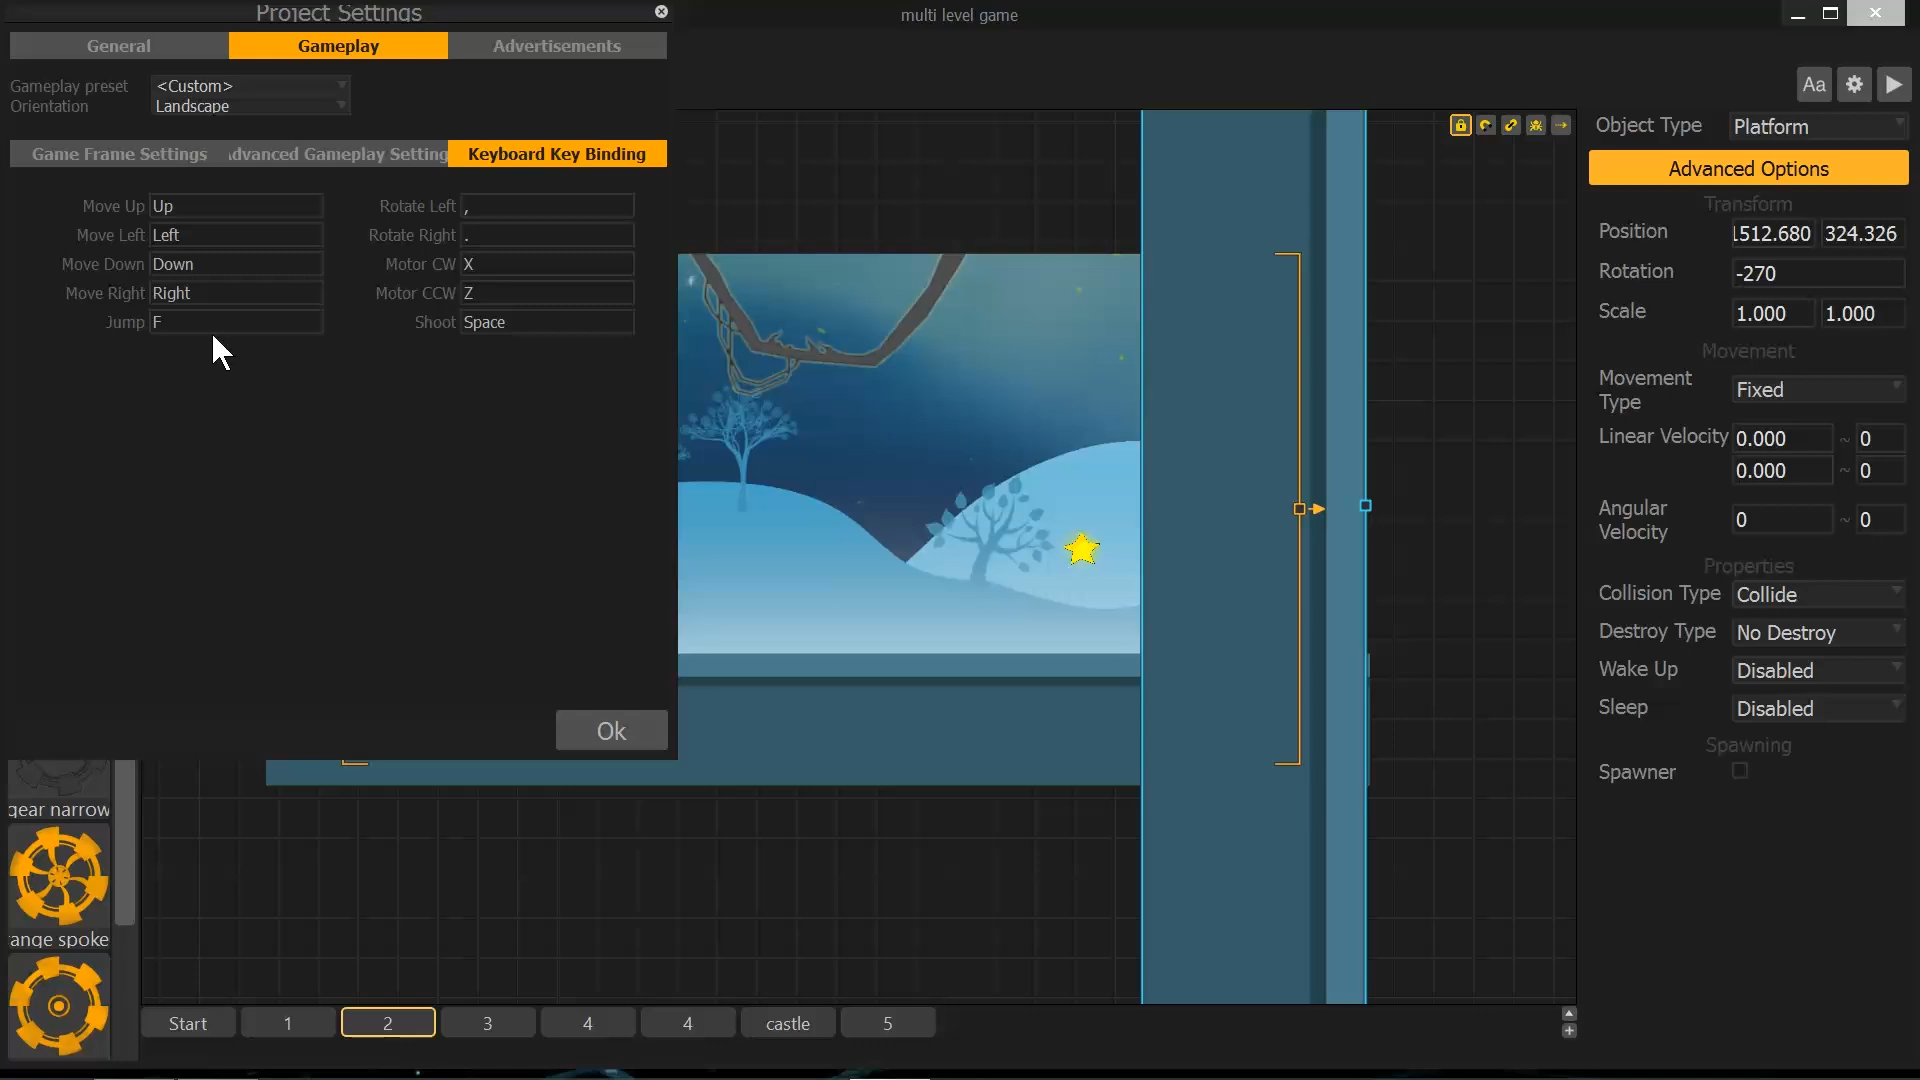 Project Settings
multi level game
General
Gameplay
Advertisements
Gameplay preset
<Custom>
Orientation
Landscape
Game Frame Settings
dvanced Gameplay Setting
Keyboard Key Binding
Move Up
Up
Rotate Left
,
Move Left
Left
Rotate Right
.
Move Down
Down
Motor CW
X
Move Right
Right
Motor CCW
Z
Jump
F
Shoot
Space
Ok
Aa
Object Type
Platform
Advanced Options
Transform
Position
1512.680
324.326
Rotation
-270
Scale
1.000
1.000
Movement
Movement
Type
Fixed
Linear Velocity
0.000
~
0
0.000
~
0
Angular
Velocity
0
~
0
Properties
Collision Type
Collide
Destroy Type
No Destroy
Wake Up
Disabled
Sleep
Disabled
Spawning
Spawner
gear narrow
ange spoke
Start
1
2
3
4
4
castle
5